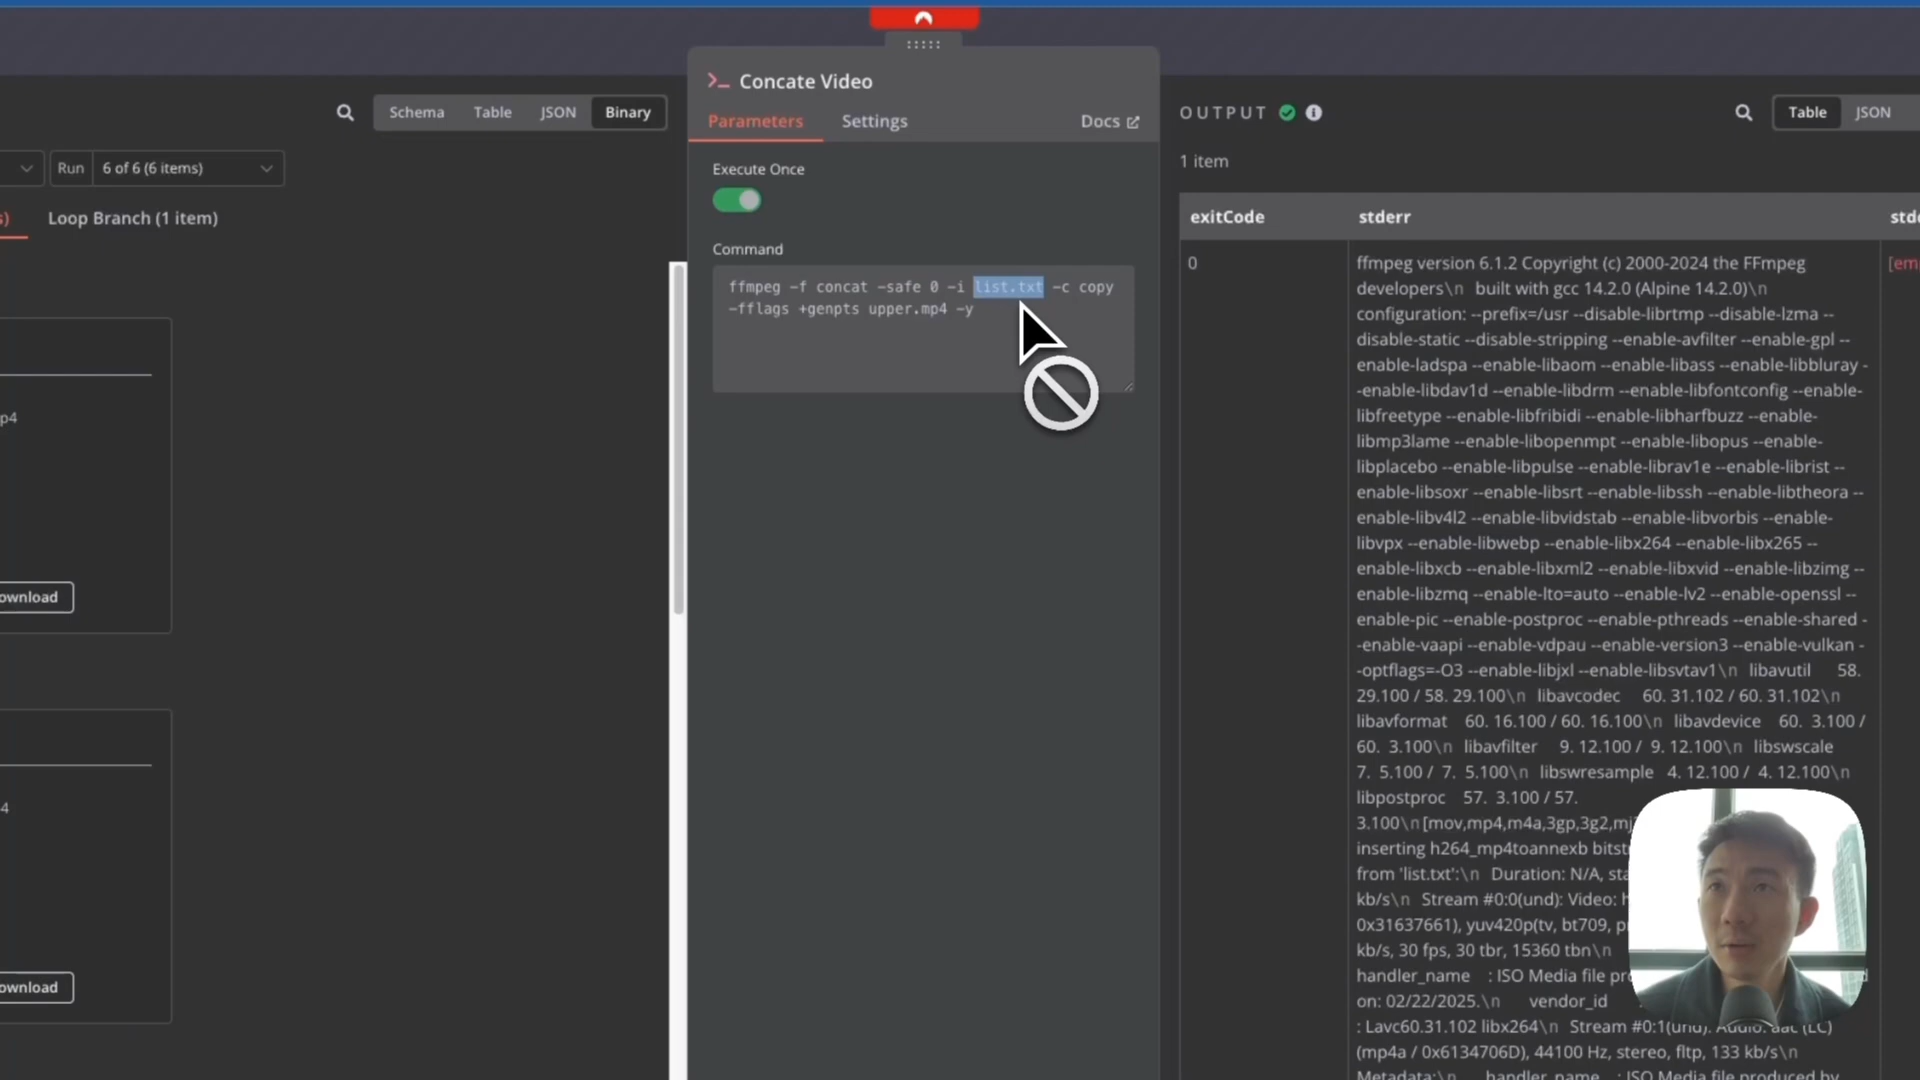 Concate Video
Schema Table JSON Binary
Parameters Settings Docs
Run 6 of 6 (6 items)
Loop Branch (1 item)
p4
ownload
4
ownload
Execute Once
Command
ffmpeg -f concat -safe 0 -i list.txt -c copy
-fflags +genpts upper.mp4 -y
OUTPUT
Table JSON
1 item
exitCode stderr
0
ffmpeg version 6.1.2 Copyright (c) 2000-2024 the FFmpeg
developers\n built with gcc 14.2.0 (Alpine 14.2.0)\n
configuration: --prefix=/usr --disable-librtmp --disable-lzma --
disable-static --disable-stripping --enable-avfilter --enable-gpl --
enable-ladspa --enable-libaom --enable-libass --enable-libbluray -
-enable-libdav1d --enable-libdrm --enable-libfontconfig --enable-
libfreetype --enable-libfribidi --enable-libharfbuzz --enable-
libmp3lame --enable-libopenmpt --enable-libopus --enable-
libplacebo --enable-libpulse --enable-librav1e --enable-librist --
enable-libsoxr --enable-libsrt --enable-libssh --enable-libtheora --
enable-libv4l2 --enable-libvidstab --enable-libvorbis --enable-
libvpx --enable-libwebp --enable-libx264 --enable-libx265 --
enable-libxcb --enable-libxml2 --enable-libxvid --enable-libzimg --
enable-libzmq --enable-lto=auto --enable-lv2 --enable-openssl --
enable-pic --enable-postproc --enable-pthreads --enable-shared -
-enable-vaapi --enable-vdpau --enable-version3 --enable-vulkan -
-optflags=-O3 --enable-libjxl --enable-libsvtav1\n libavutil 58.
29.100 / 58. 29.100\n libavcodec 60. 31.102 / 60. 31.102\n
libavformat 60. 16.100 / 60. 16.100\n libavdevice 60. 3.100 /
60. 3.100\n libavfilter 9. 12.100 / 9. 12.100\n libswscale
7. 5.100 / 7. 5.100\n libswresample 4. 12.100 / 4. 12.100\n
libpostproc 57. 3.100 / 57.
3.100\n[mov,mp4,m4a,3gp,3g2,mj
inserting h264_mp4toannexb bitst
from 'list.txt':\n Duration: N/A, sta
kb/s\n Stream #0:0(und): Video: h
0x31637661), yuv420p(tv, bt709, p
kb/s, 30 fps, 30 tbr, 15360 tbn\n
handler_name : ISO Media file pr
on: 02/22/2025.\n vendor_id
: Lavc60.31.102 libx264\n Stream #0:1(und): Audio: aac (LC)
(mp4a / 0x6134706D), 44100 Hz, stereo, fltp, 133 kb/s\n
Metadata:\n handler_name : ISO Media file produced by
[em